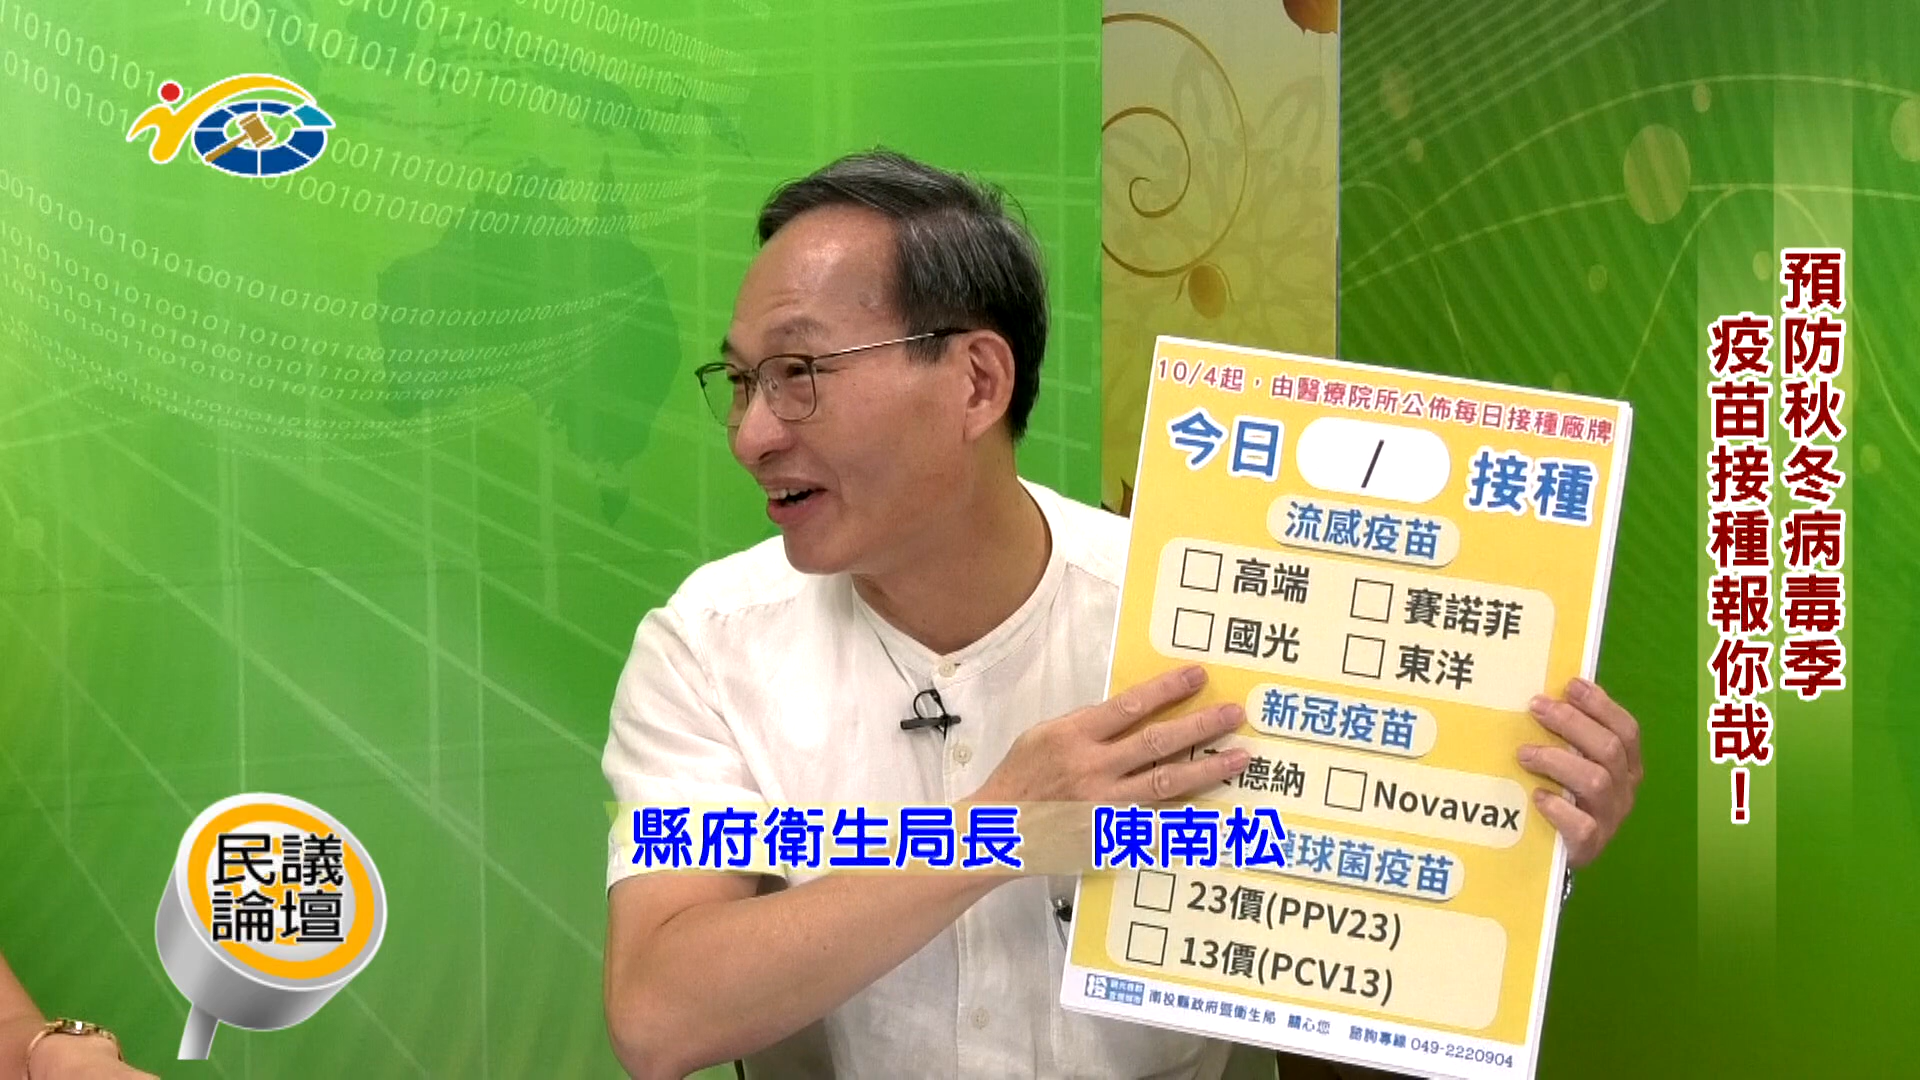 預防秋冬病毒季
疫苗接種報你哉！
10/4起，由醫療院所公佈每日接種廠牌
今日 / 接種
流感疫苗
□ 高端 □ 賽諾菲
□ 國光 □ 東洋
新冠疫苗
德納 □ Novavax
球菌疫苗
□ 23價(PPV23)
□ 13價(PCV13)
南投縣政府暨衛生局 關心您 諮詢專線 049-2220904
縣府衛生局長 陳南松
民議
論壇